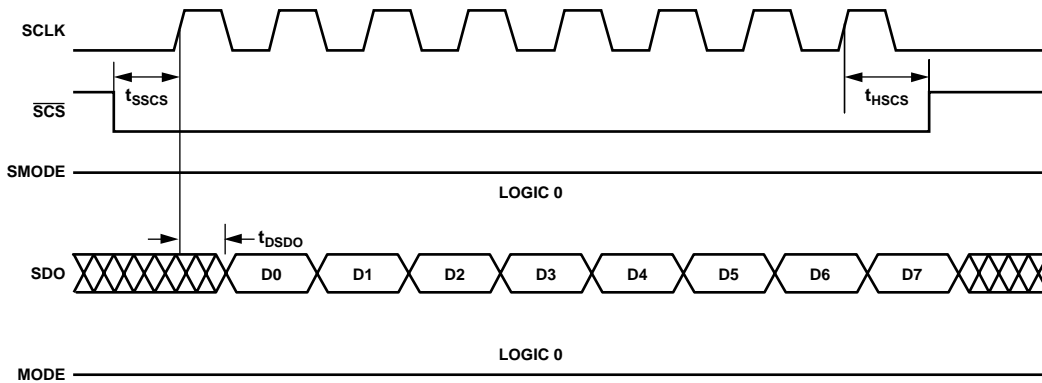 SCLK
tSSCS
tHSCS
SCS
SMODE
LOGIC 0
tDSDO
SDO D0 D1 D2 D3 D4 D5 D6 D7
LOGIC 0
MODE